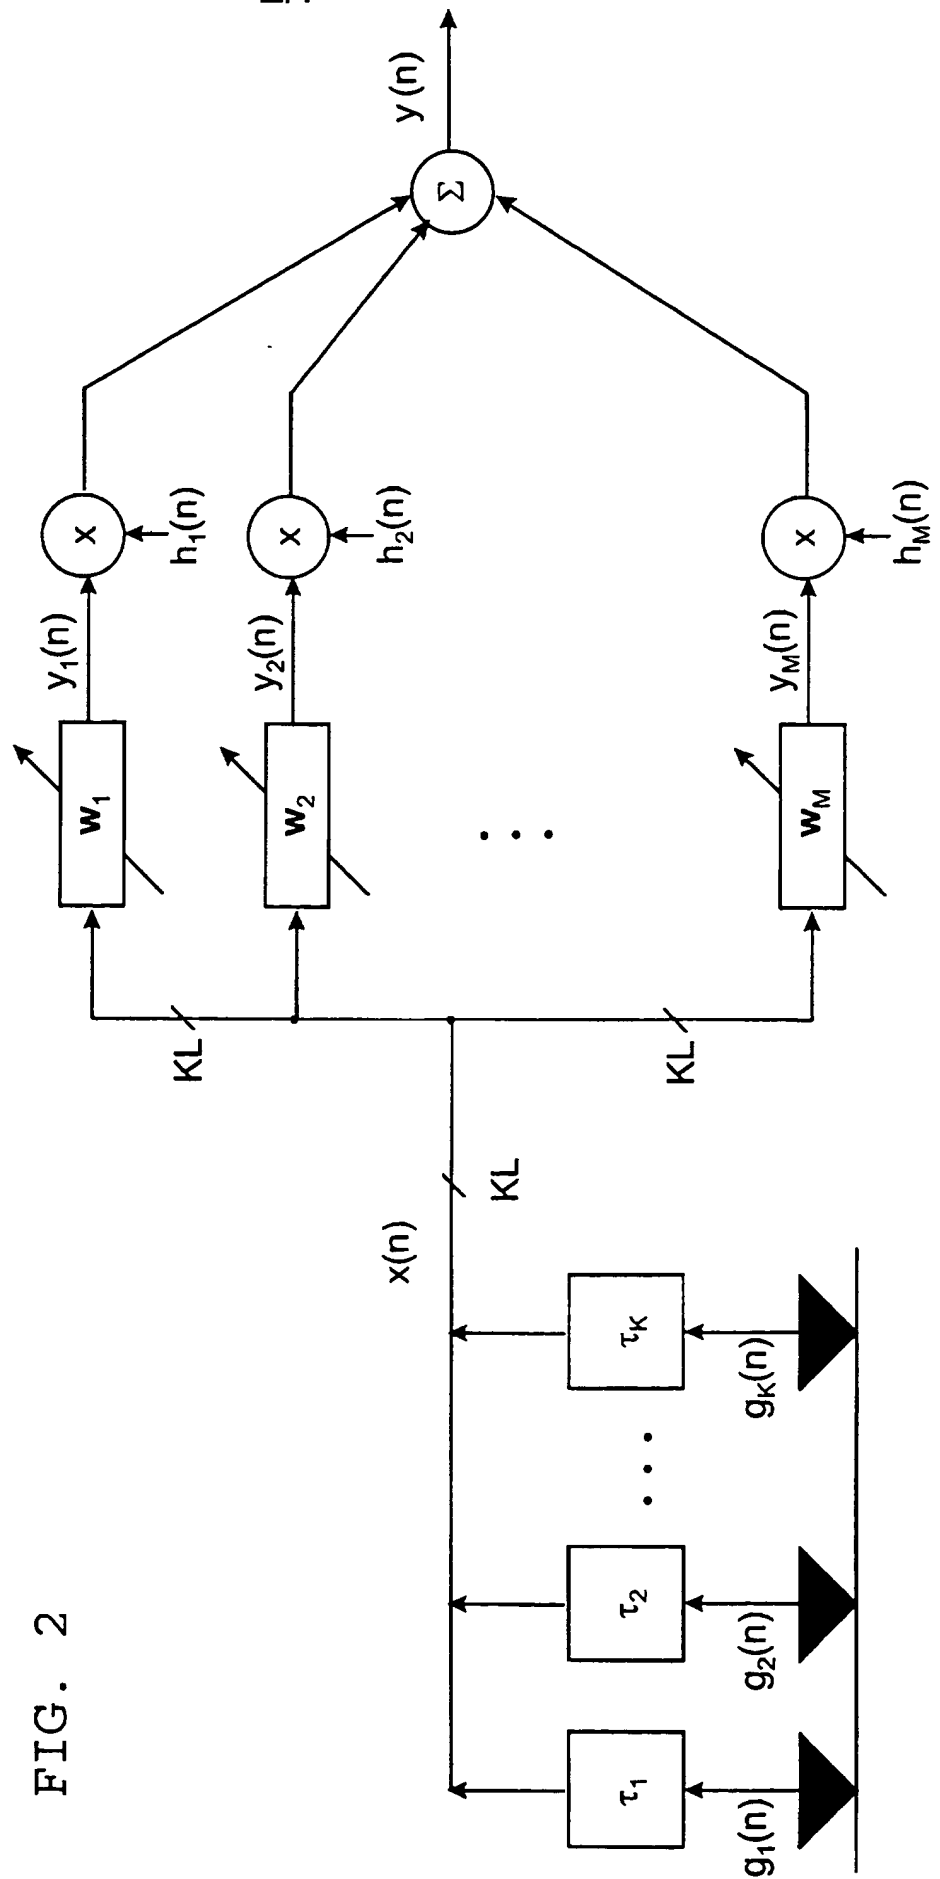 FIG. 2
g₁(n)
g₂(n)
gK(n)
τ₁
τ₂
. . .
τK
x(n)
KL
KL
KL
w₁
w₂
. . .
wM
y₁(n)
y₂(n)
yM(n)
x
x
x
h₁(n)
h₂(n)
hM(n)
Σ
y (n)